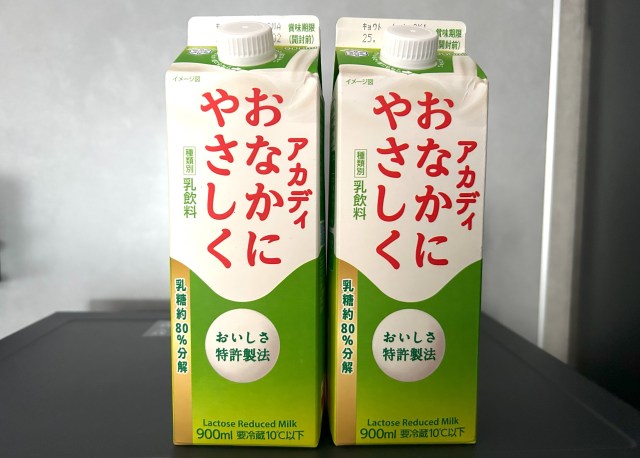 賞味期限
(開封前)
イメージ図
アカディ
おなかに
やさしく
種類別
乳飲料
乳糖約80%分解
おいしさ
特許製法
Lactose Reduced Milk
900ml 要冷蔵10℃以下
キョウト
25.
賞味期限
(開封前)
イメージ図
アカディ
おなかに
やさしく
種類別
乳飲料
乳糖約80%分解
おいしさ
特許製法
Lactose Reduced Milk
900ml 要冷蔵10℃以下